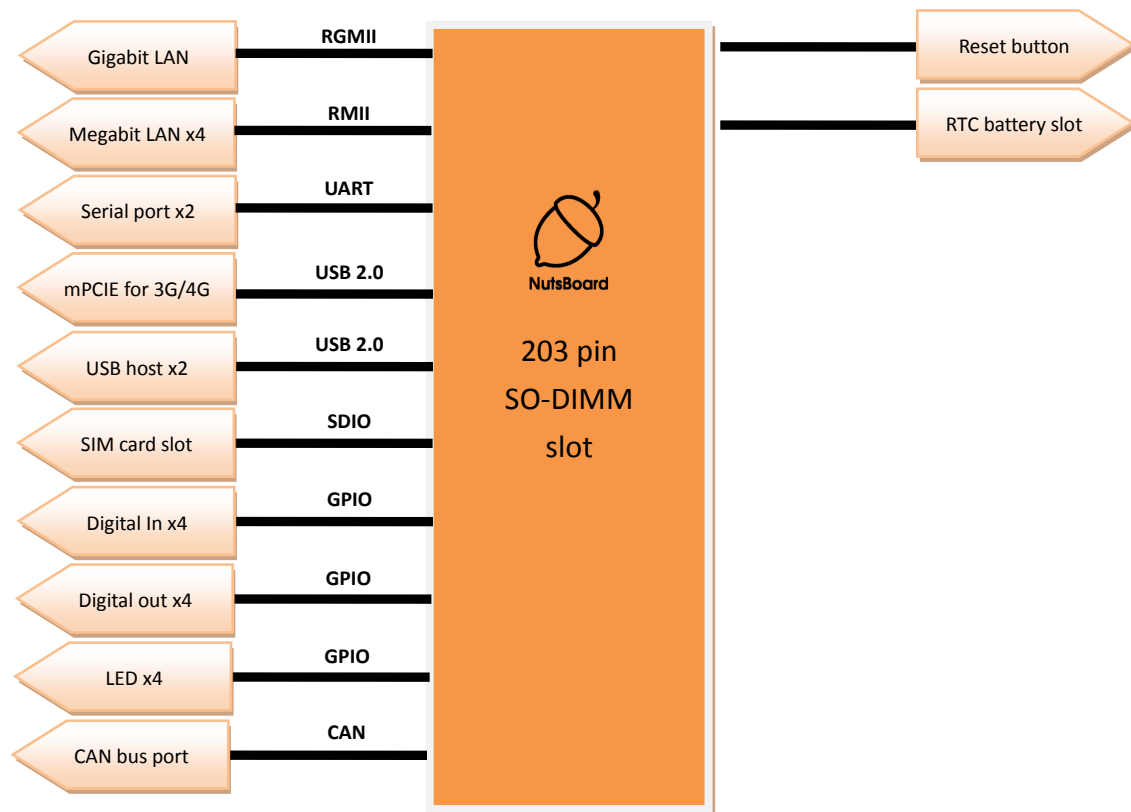 RGMII
Gigabit LAN
RMII
Megabit LAN x4
UART
Serial port x2
USB 2.0
mPCIE for 3G/4G
USB 2.0
USB host x2
SDIO
SIM card slot
GPIO
Digital In x4
GPIO
Digital out x4
GPIO
LED x4
CAN
CAN bus port
NutsBoard
203 pin
SO-DIMM
slot
Reset button
RTC battery slot